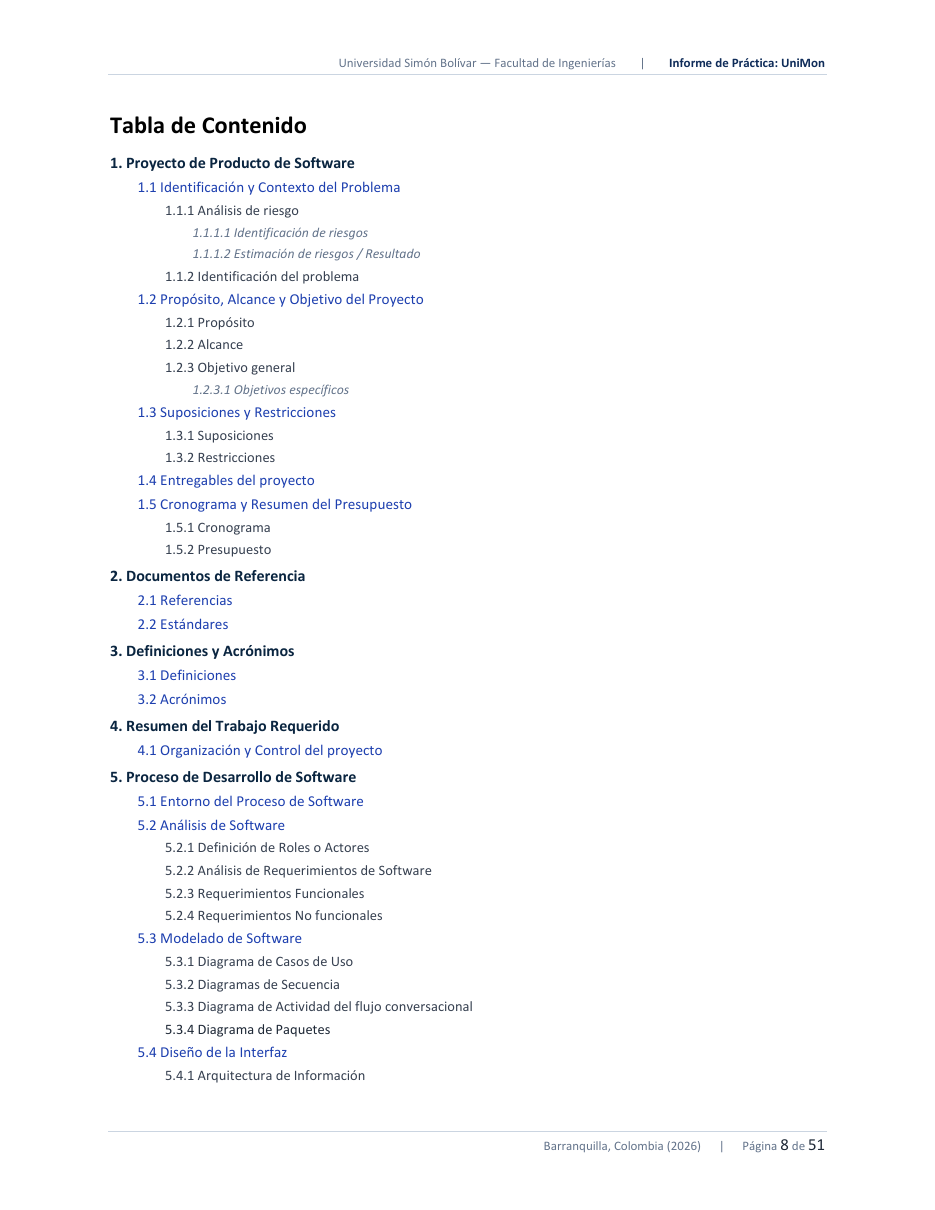 Universidad Simón Bolívar — Facultad de Ingenierías | Informe de Práctica: UniMon
Tabla de Contenido
1. Proyecto de Producto de Software
1.1 Identificación y Contexto del Problema
1.1.1 Análisis de riesgo
1.1.1.1 Identificación de riesgos
1.1.1.2 Estimación de riesgos / Resultado
1.1.2 Identificación del problema
1.2 Propósito, Alcance y Objetivo del Proyecto
1.2.1 Propósito
1.2.2 Alcance
1.2.3 Objetivo general
1.2.3.1 Objetivos específicos
1.3 Suposiciones y Restricciones
1.3.1 Suposiciones
1.3.2 Restricciones
1.4 Entregables del proyecto
1.5 Cronograma y Resumen del Presupuesto
1.5.1 Cronograma
1.5.2 Presupuesto
2. Documentos de Referencia
2.1 Referencias
2.2 Estándares
3. Definiciones y Acrónimos
3.1 Definiciones
3.2 Acrónimos
4. Resumen del Trabajo Requerido
4.1 Organización y Control del proyecto
5. Proceso de Desarrollo de Software
5.1 Entorno del Proceso de Software
5.2 Análisis de Software
5.2.1 Definición de Roles o Actores
5.2.2 Análisis de Requerimientos de Software
5.2.3 Requerimientos Funcionales
5.2.4 Requerimientos No funcionales
5.3 Modelado de Software
5.3.1 Diagrama de Casos de Uso
5.3.2 Diagramas de Secuencia
5.3.3 Diagrama de Actividad del flujo conversacional
5.3.4 Diagrama de Paquetes
5.4 Diseño de la Interfaz
5.4.1 Arquitectura de Información
Barranquilla, Colombia (2026) | Página 8 de 51